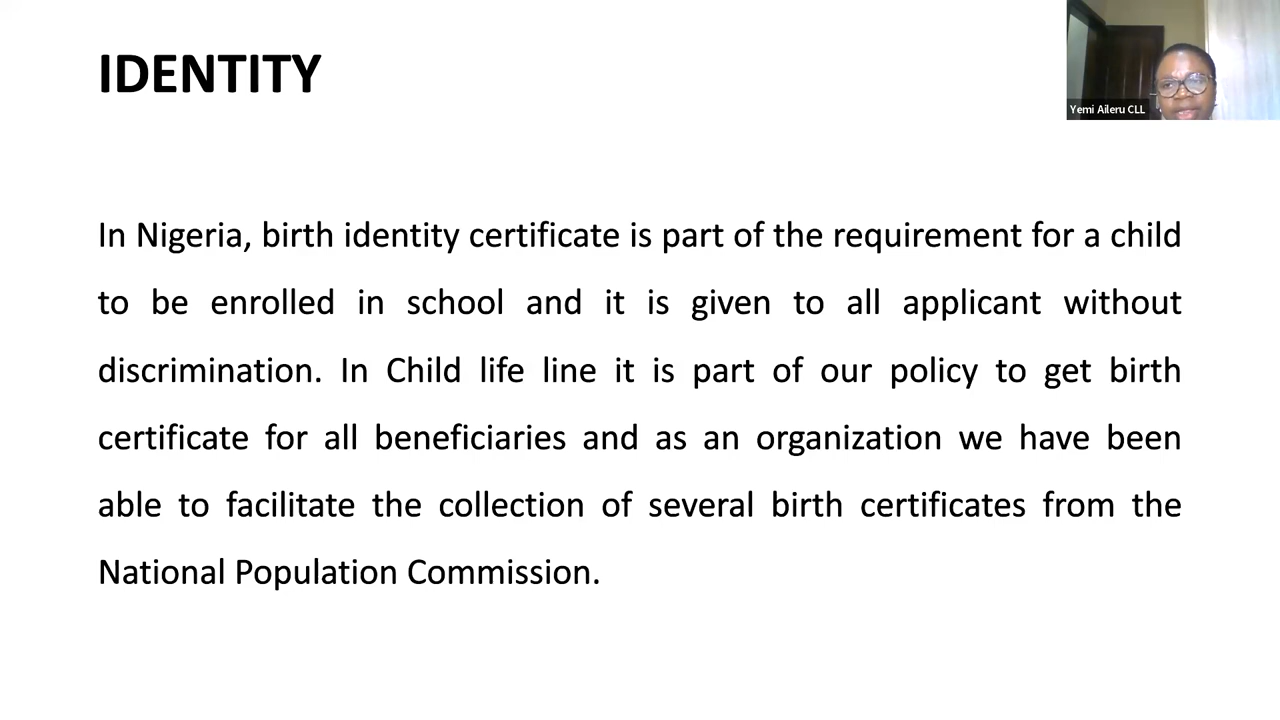 IDENTITY
Yemi Aileru CLL
In Nigeria, birth identity certificate is part of the requirement for a child
to be enrolled in school and it is given to all applicant without
discrimination. In Child life line it is part of our policy to get birth
certificate for all beneficiaries and as an organization we have been
able to facilitate the collection of several birth certificates from the
National Population Commission.